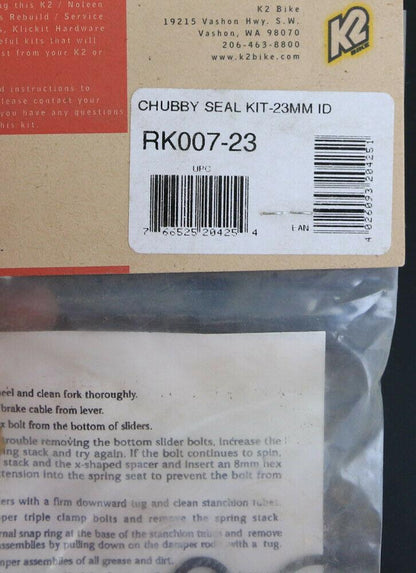 ing this K2 / Noleen
s Rebuild / Service
s, Klickit Hardware
eful kits that will
st from your K2 or
d instructions to
lease contact your
you have any questions
this kit.
K2 Bike
19215 Vashon Hwy, S.W.
Vashon, WA 98070
206-463-8800
www.k2bike.com
K2
BIKE
CHUBBY SEAL KIT-23MM ID
RK007-23
UPC
7 66525 20425 4
EAN
4 026093 204251
eel and clean fork thoroughly.
brake cable from lever.
x bolt from the bottom of sliders.
trouble removing the bottom slider bolts, increase the
ng stack and try again. If the bolt continues to spin,
stack and the x-shaped spacer and insert an 8mm hex
tension into the spring seat to prevent the bolt from
ers with a firm downward tug and clean stanchion tubes.
per triple clamp bolts and remove the spring stack
rnal snap ring at the base of the stanchion tubes and remove
assemblies by pulling down on the damper rods with a tug.
mper assemblies of all grease and dirt.